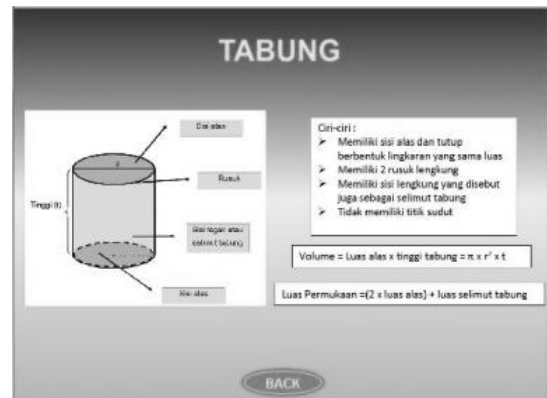 TABUNG
Sisi atas
Rusuk
Tinggi (t)
Sisi tegak atau
selimut tabung
Sisi alas
Ciri-ciri :
➢ Memiliki sisi alas dan tutup
berbentuk lingkaran yang sama luas
➢ Memiliki 2 rusuk lengkung
➢ Memiliki sisi lengkung yang disebut
juga sebagai selimut tabung
➢ Tidak memiliki titik sudut
Volume = Luas alas x tinggi tabung = π x r² x t
Luas Permukaan =(2 x luas alas) + luas selimut tabung
BACK